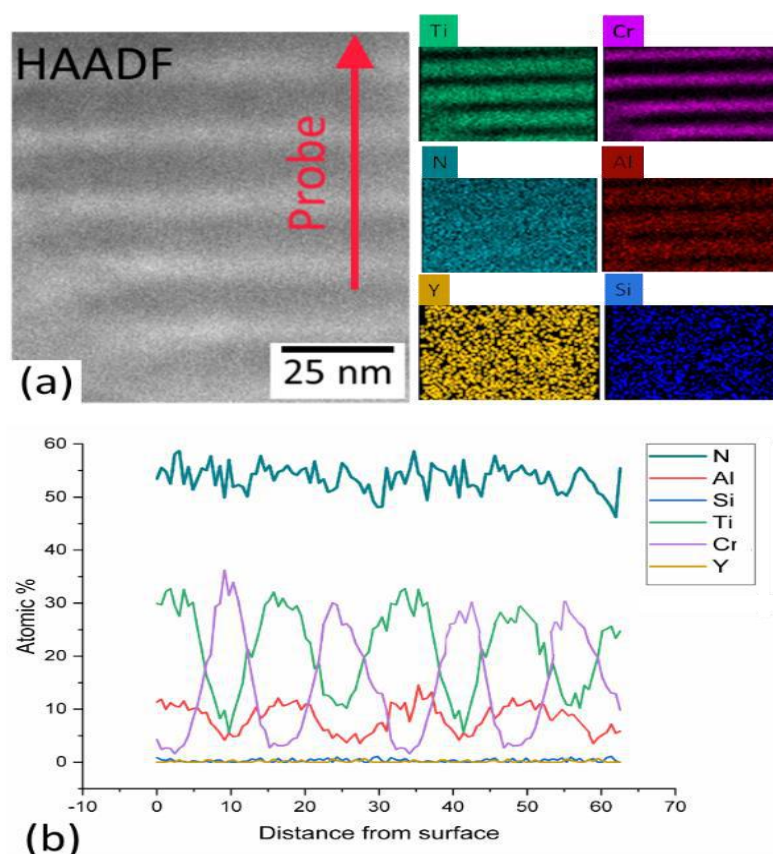 HAADF
Probe
25 nm
(a)
Ti
Cr
N
Al
Y
Si
60
50
40
30
20
10
0
-10
0
10
20
30
40
50
60
70
Atomic %
Distance from surface
N
Al
Si
Ti
Cr
Y
(b)